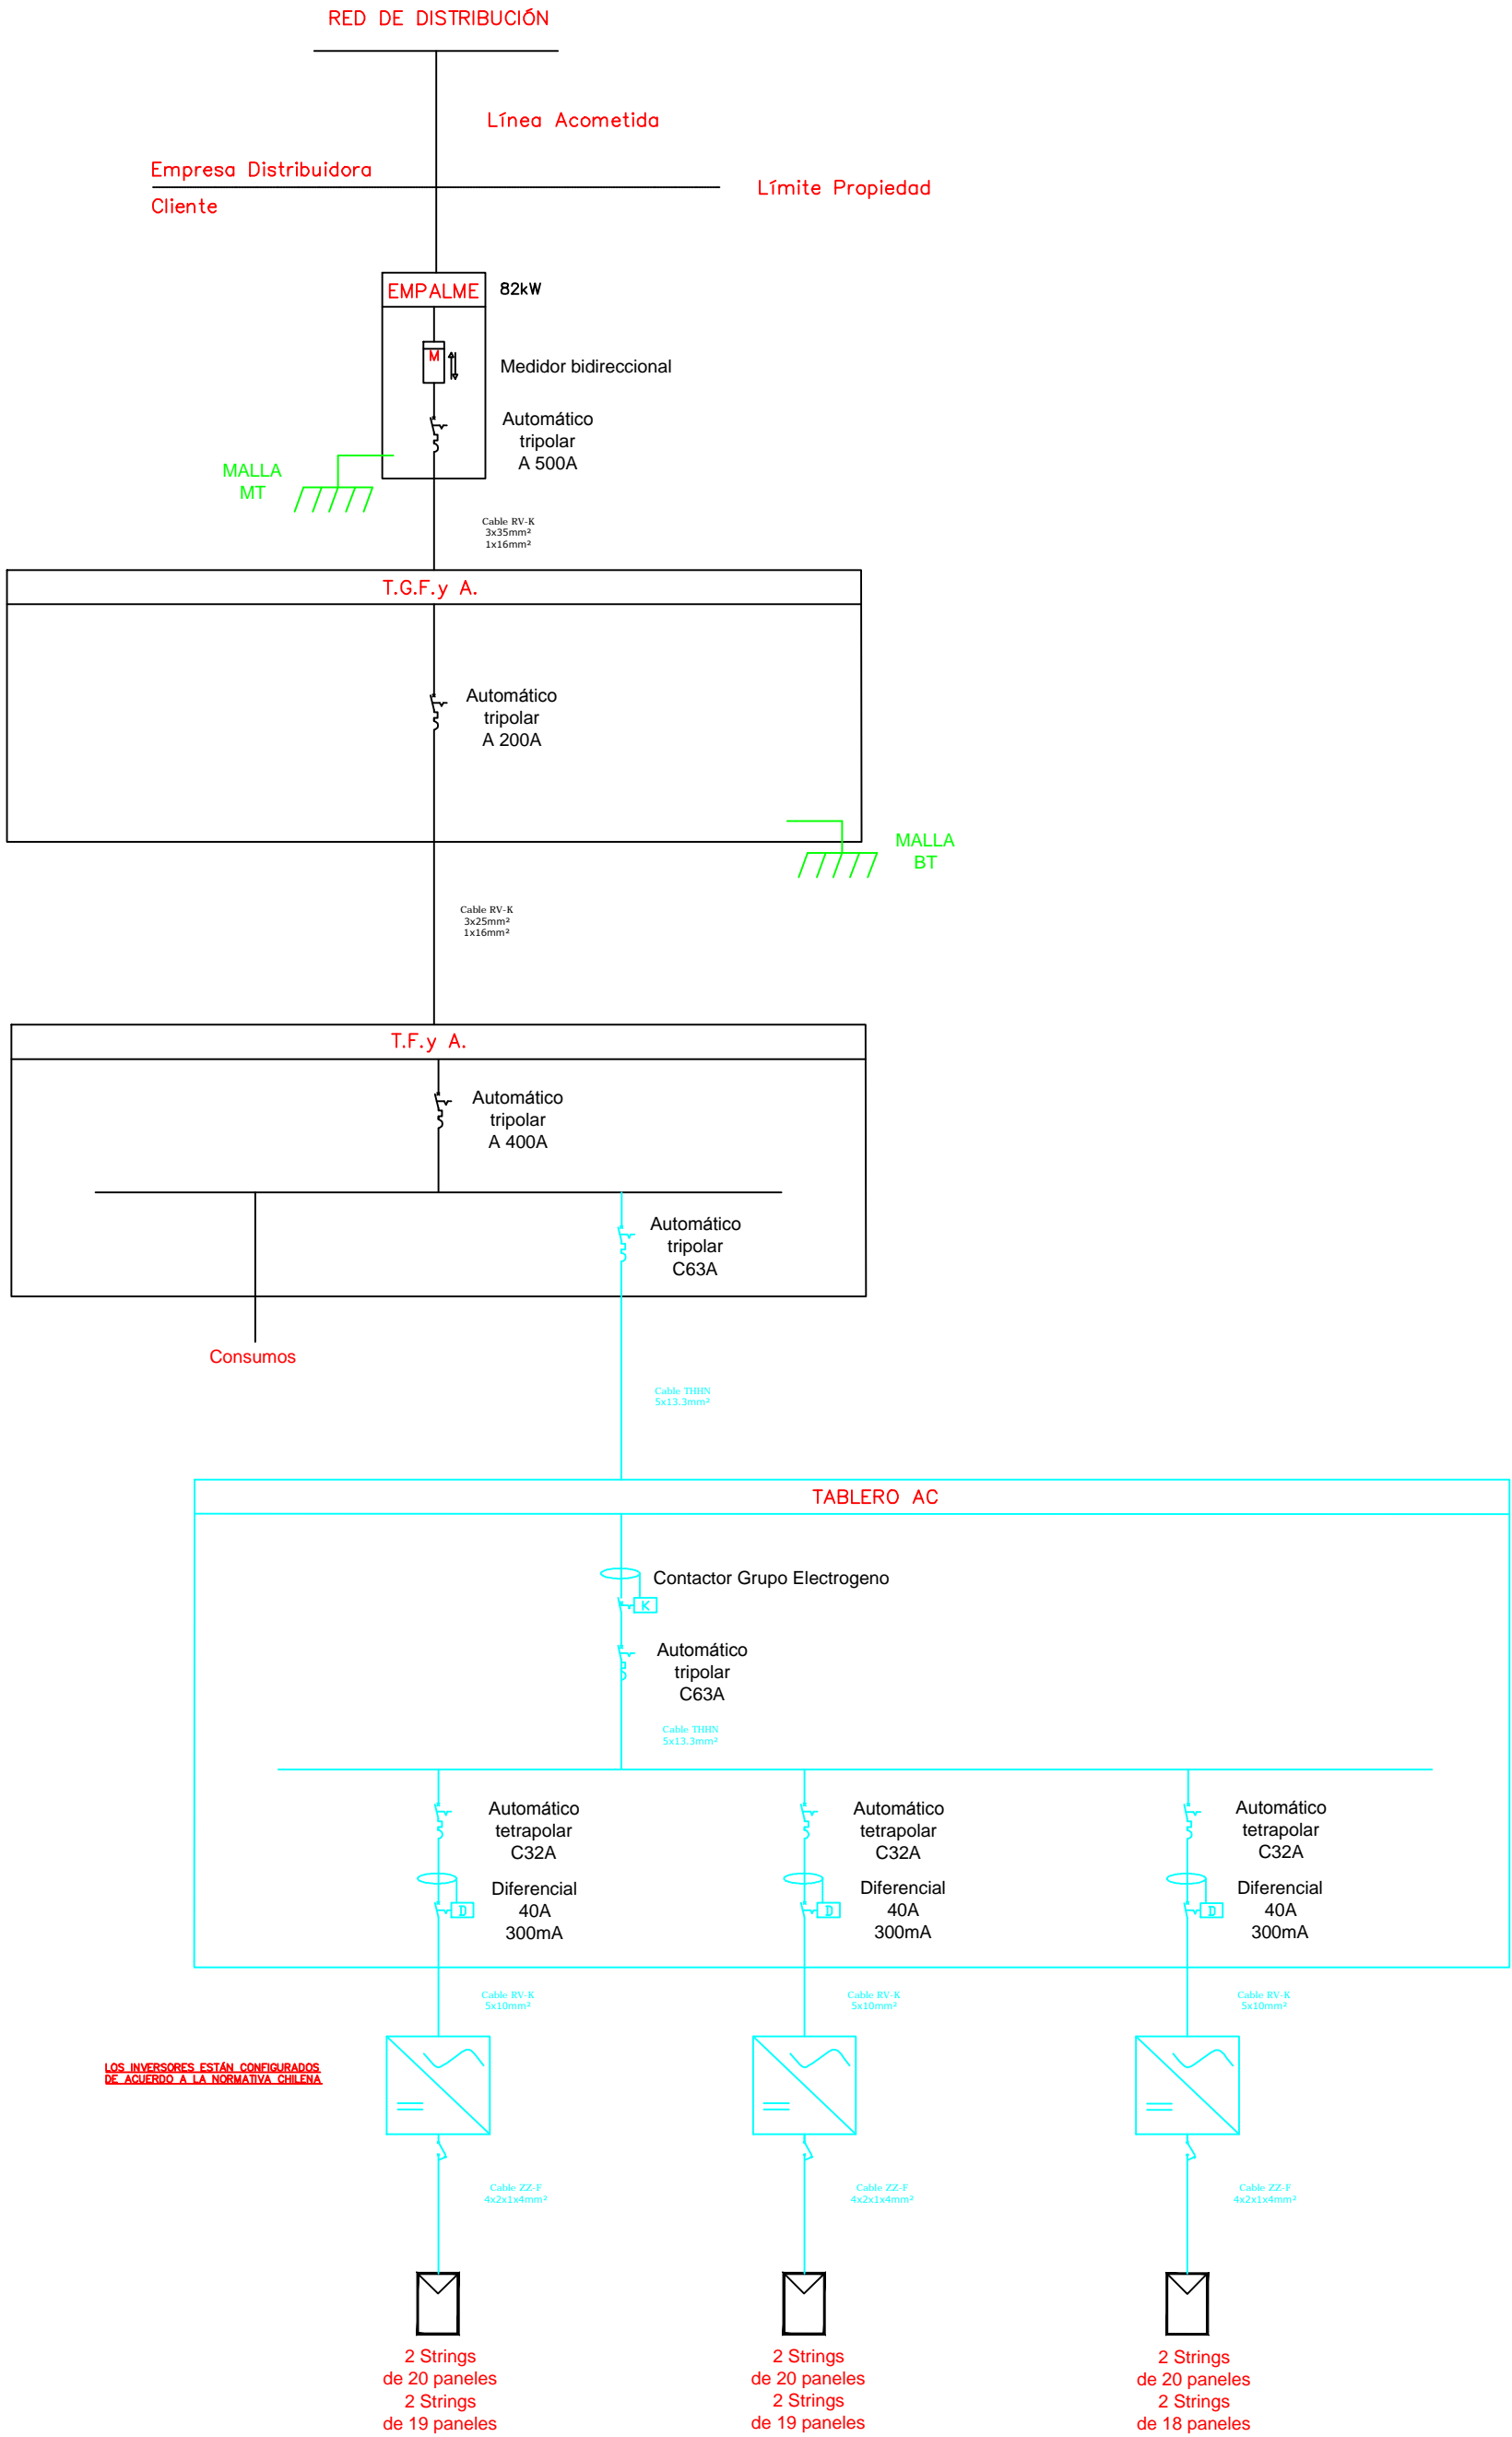 RED DE DISTRIBUCIÓN
Línea Acometida
Empresa Distribuidora
Límite Propiedad
Cliente
EMPALME
82kW
M
Medidor bidireccional
Automático
tripolar
A 500A
MALLA
MT
Cable RV-K
3x35mm²
1x16mm²
T.G.F.y A.
Automático
tripolar
A 200A
MALLA
BT
Cable RV-K
3x25mm²
1x16mm²
T.F.y A.
Automático
tripolar
A 400A
Automático
tripolar
C63A
Consumos
Cable THHN
5x13.3mm²
TABLERO AC
Contactor Grupo Electrogeno
K
Automático
tripolar
C63A
Cable THHN
5x13.3mm²
Automático
tetrapolar
C32A
Diferencial
40A
300mA
D
Automático
tetrapolar
C32A
Diferencial
40A
300mA
D
Automático
tetrapolar
C32A
Diferencial
40A
300mA
D
Cable RV-K
5x10mm²
Cable RV-K
5x10mm²
Cable RV-K
5x10mm²
LOS INVERSORES ESTÁN CONFIGURADOS
DE ACUERDO A LA NORMATIVA CHILENA
Cable ZZ-F
4x2x1x4mm²
Cable ZZ-F
4x2x1x4mm²
Cable ZZ-F
4x2x1x4mm²
2 Strings
de 20 paneles
2 Strings
de 19 paneles
2 Strings
de 20 paneles
2 Strings
de 19 paneles
2 Strings
de 20 paneles
2 Strings
de 18 paneles